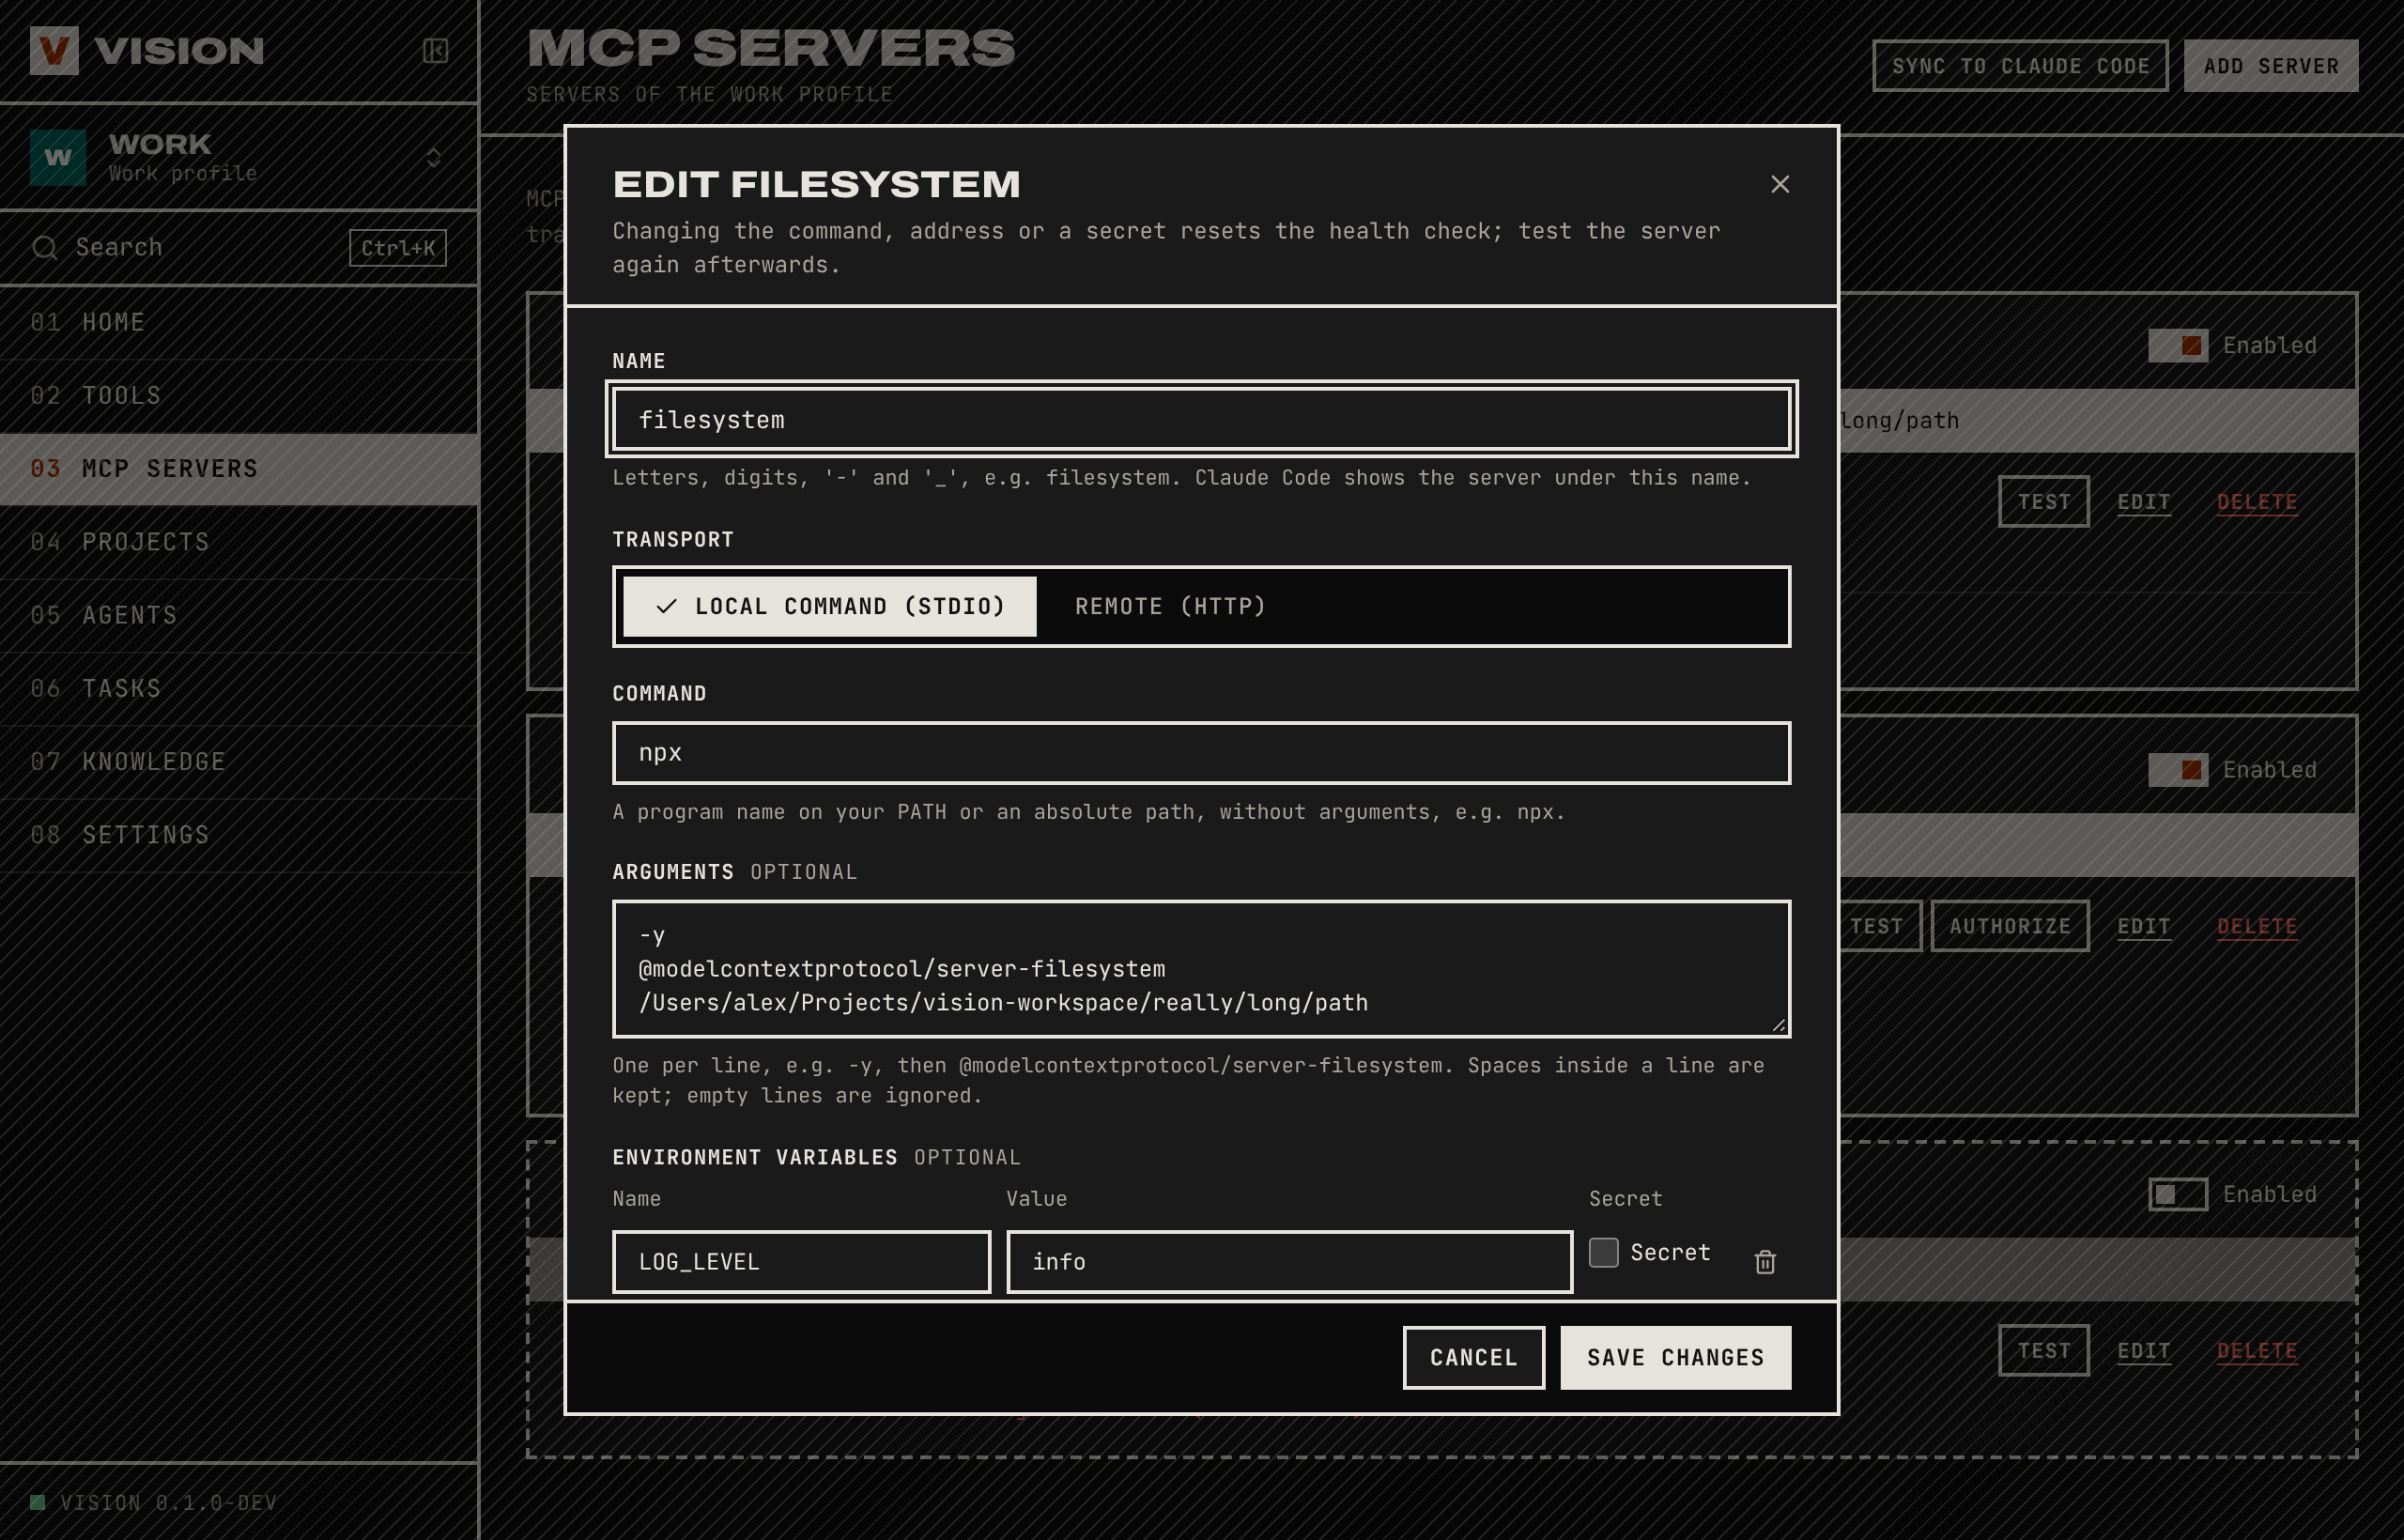 V VISION
W WORK
Work profile
Search Ctrl+K
01 HOME
02 TOOLS
03 MCP SERVERS
04 PROJECTS
05 AGENTS
06 TASKS
07 KNOWLEDGE
08 SETTINGS
VISION 0.1.0-DEV
MCP SERVERS
SERVERS OF THE WORK PROFILE
SYNC TO CLAUDE CODE ADD SERVER
MCP
tra
EDIT FILESYSTEM
Changing the command, address or a secret resets the health check; test the server
again afterwards.
NAME
filesystem
Letters, digits, '-' and '_', e.g. filesystem. Claude Code shows the server under this name.
TRANSPORT
LOCAL COMMAND (STDIO) REMOTE (HTTP)
COMMAND
npx
A program name on your PATH or an absolute path, without arguments, e.g. npx.
ARGUMENTS OPTIONAL
-y
@modelcontextprotocol/server-filesystem
/Users/alex/Projects/vision-workspace/really/long/path
One per line, e.g. -y, then @modelcontextprotocol/server-filesystem. Spaces inside a line are
kept; empty lines are ignored.
ENVIRONMENT VARIABLES OPTIONAL
Name Value Secret
LOG_LEVEL info Secret
CANCEL SAVE CHANGES
Enabled
long/path
TEST EDIT DELETE
Enabled
TEST AUTHORIZE EDIT DELETE
Enabled
TEST EDIT DELETE